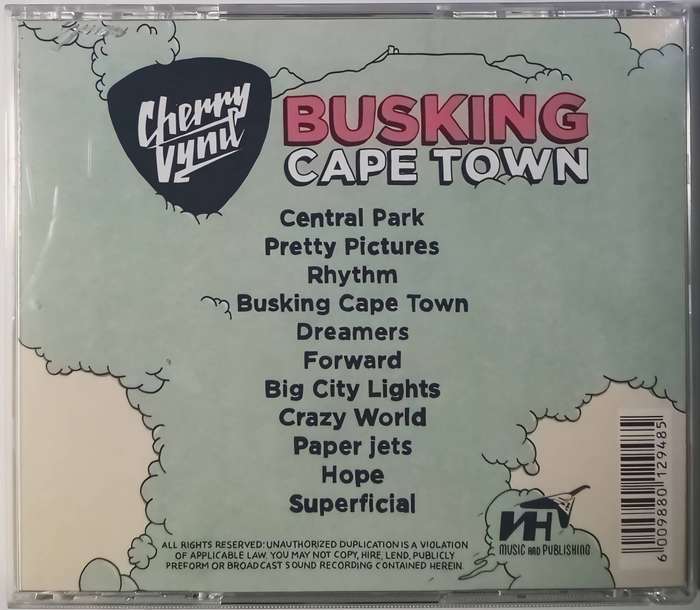 Cherry
Vynil
BUSKING
CAPE TOWN
Central Park
Pretty Pictures
Rhythm
Busking Cape Town
Dreamers
Forward
Big City Lights
Crazy World
Paper jets
Hope
Superficial
ALL RIGHTS RESERVED! UNAUTHORIZED DUPLICATION IS A VIOLATION
OF APPLICABLE LAW. YOU MAY NOT COPY, HIRE, LEND, PUBLICLY
PREFORM OR BROADCAST SOUND RECORDING CONTAINED HEREIN.
VH
MUSIC AND PUBLISHING
6 009880 129485